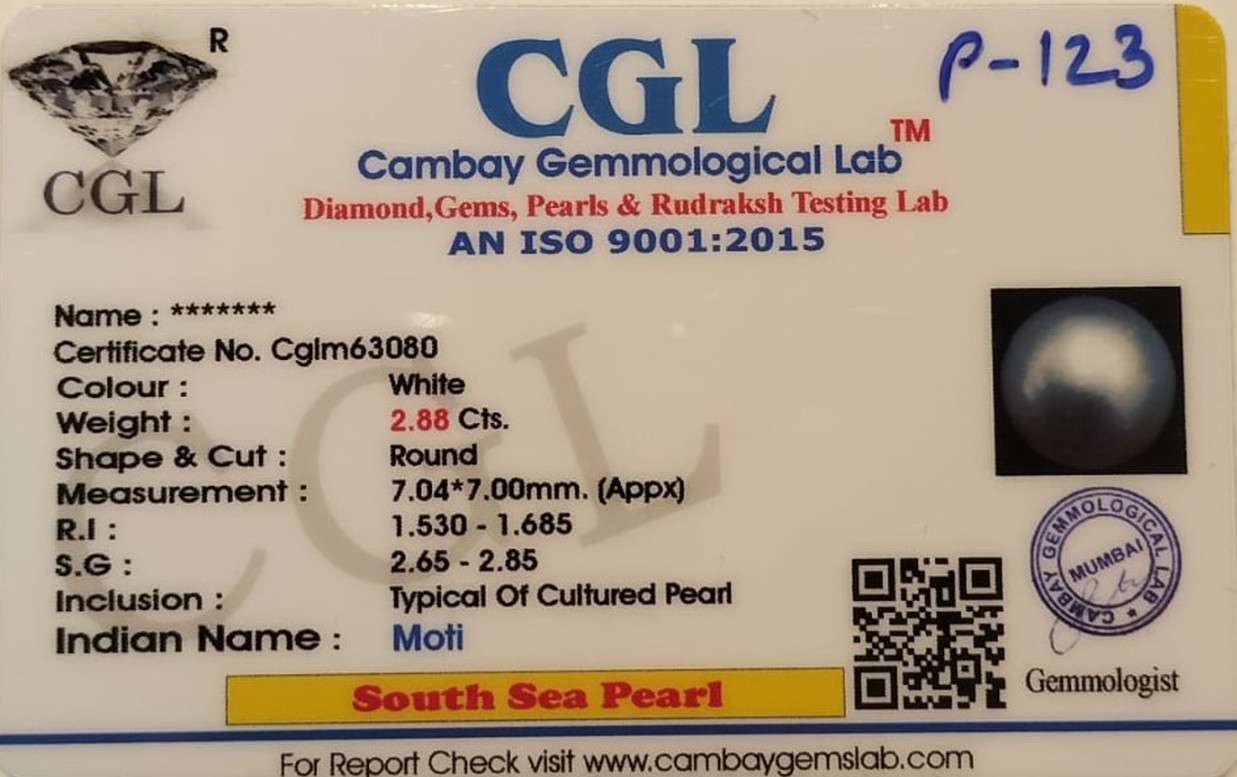 R
CGL
CGL
P-123
TM
Cambay Gemmological Lab
Diamond,Gems, Pearls & Rudraksh Testing Lab
AN ISO 9001:2015
Name : *******
Certificate No. Cglm63080
Colour : White
Weight : 2.88 Cts.
Shape & Cut : Round
Measurement : 7.04*7.00mm. (Appx)
R.I : 1.530 - 1.685
S.G : 2.65 - 2.85
Inclusion : Typical Of Cultured Pearl
Indian Name : Moti
South Sea Pearl
CGL
CAMBAY GEMMOLOGICAL LAB
MUMBAI
Gemmologist
For Report Check visit www.cambaygemslab.com